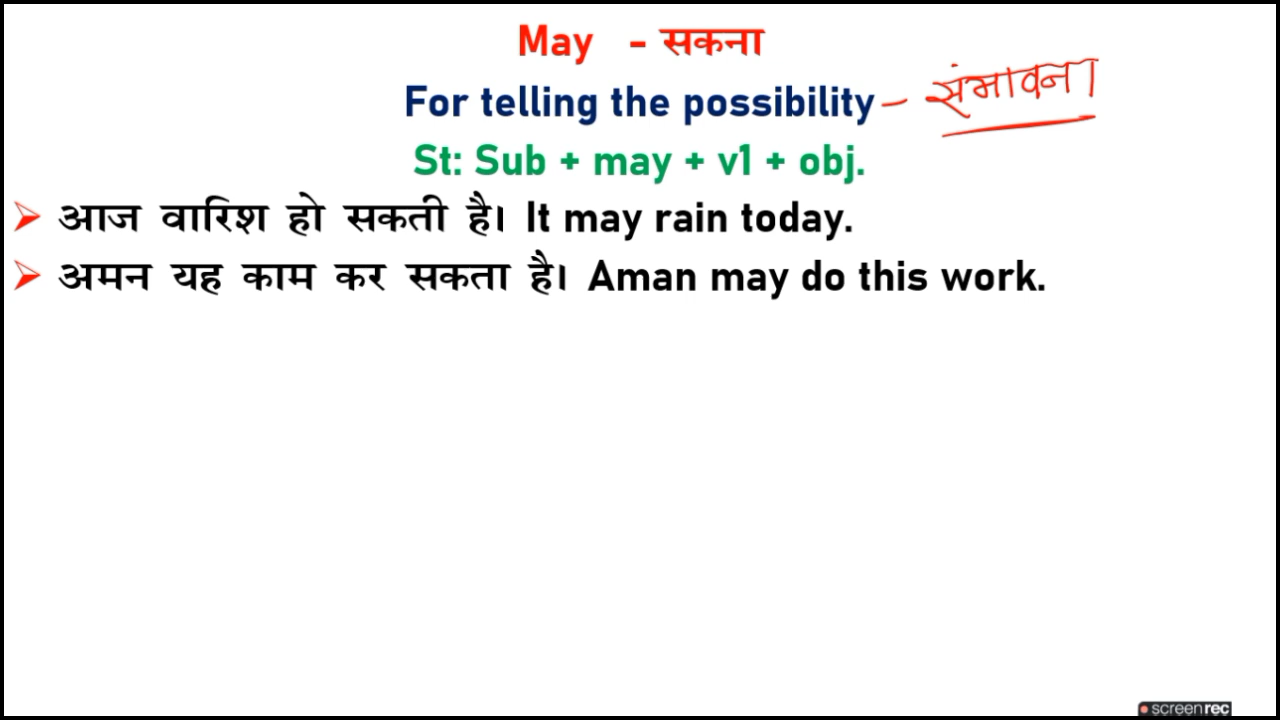 May - सकना
For telling the possibility - संभावना
St: Sub + may + v1 + obj.
➤ आज वारिश हो सकती है। It may rain today.
➤ अमन यह काम कर सकता है। Aman may do this work.
screenrec